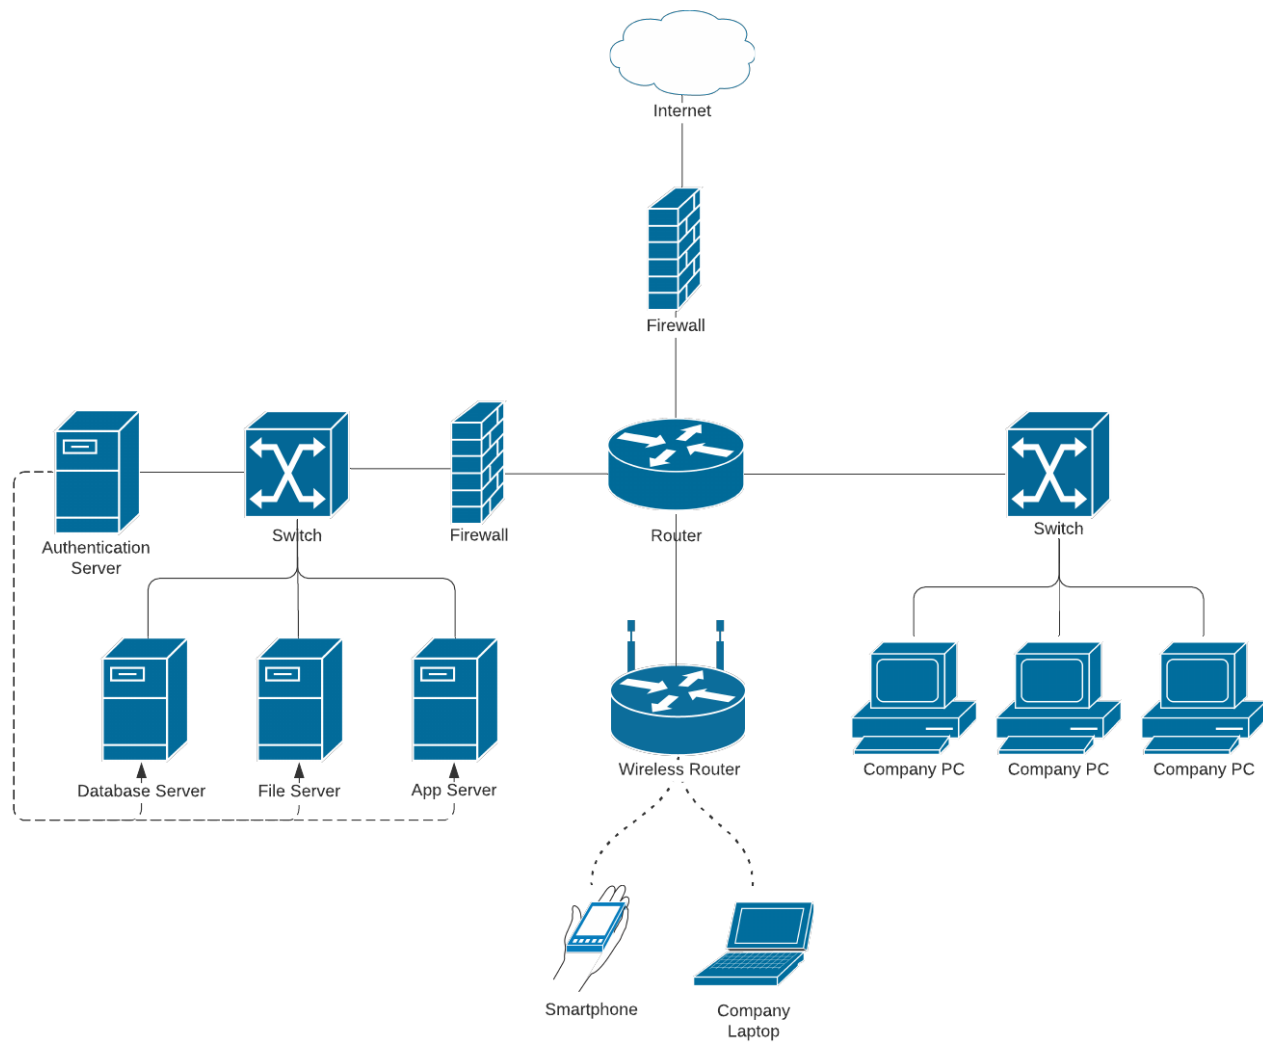 Internet
Firewall
Authentication
Server
Switch
Firewall
Router
Switch
Database Server
File Server
App Server
Wireless Router
Company PC
Company PC
Company PC
Smartphone
Company
Laptop